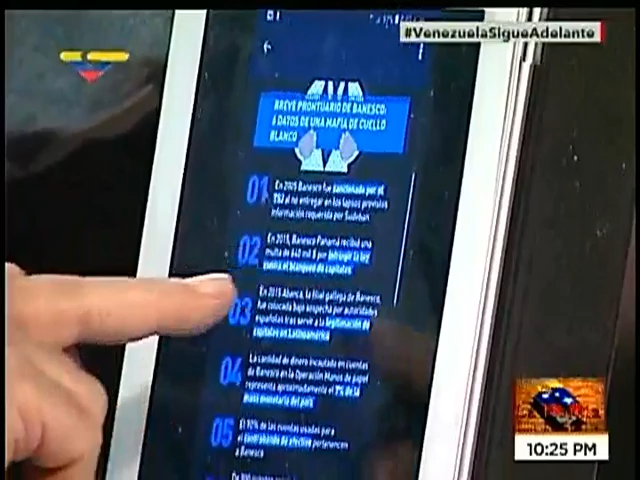 #VenezuelaSigueAdelante
BREVE PRONTUARIO DE BANESCO:
6 DATOS DE UNA MAFIA DE CUELLO
BLANCO
01
En 2005 Banesco fue sancionada por el
TSJ al no entregar en los lapsos previstos
información requerida por Sudeban
02
En 2015, Banesco Panamá recibió una
multa de 640 mil $ por infringir la ley
contra el blanqueo de capitales
03
En 2015 Abanca, la filial gallega de Banesco,
fue colocada bajo sospecha por autoridades
españolas tras servir a la legitimación de
capitales en Latinoamérica
04
La cantidad de dinero incautado en cuentas
de Banesco en la Operación Manos de papel
representa aproximadamente el 7% de la
masa monetaria del país
05
El 90% de las cuentas usadas para
el contrabando de efectivo pertenecen
a Banesco
10:25 PM